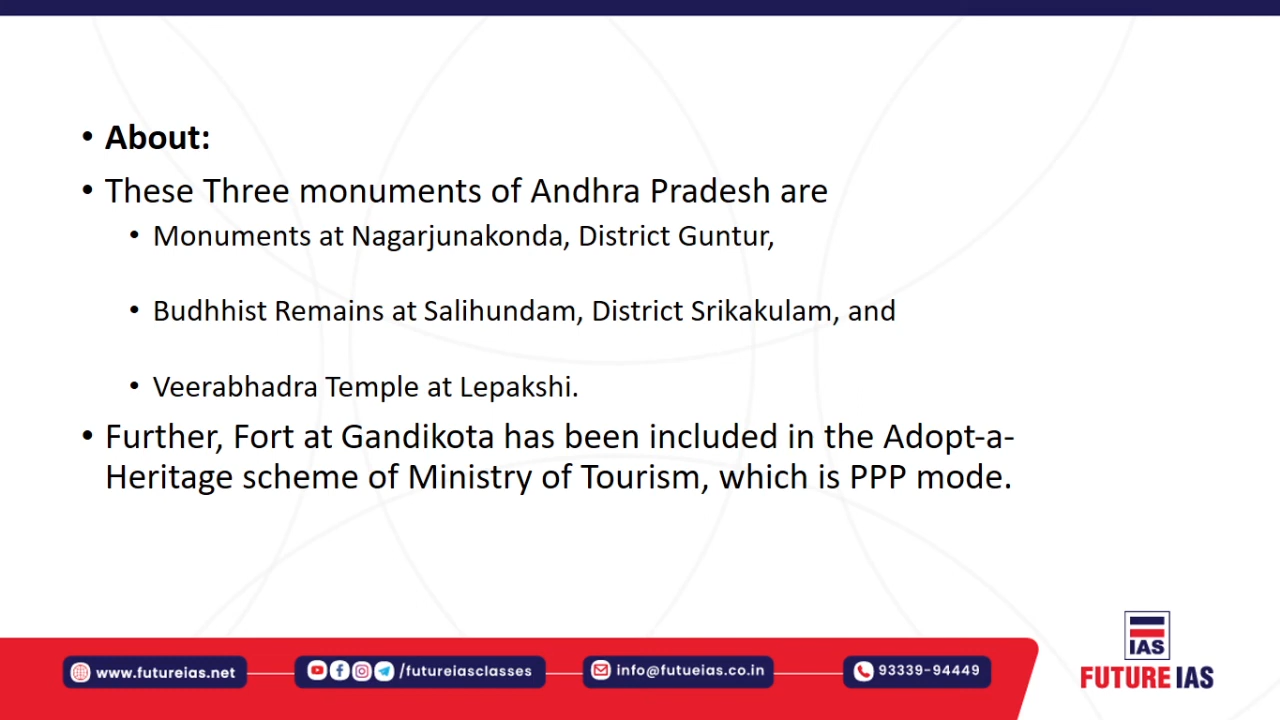 • About:
• These Three monuments of Andhra Pradesh are
• Monuments at Nagarjunakonda, District Guntur,
• Budhhist Remains at Salihundam, District Srikakulam, and
• Veerabhadra Temple at Lepakshi.
• Further, Fort at Gandikota has been included in the Adopt-a-
Heritage scheme of Ministry of Tourism, which is PPP mode.
IAS
FUTURE IAS
www.futureias.net
/futureiasclasses
info@futueias.co.in
93339-94449